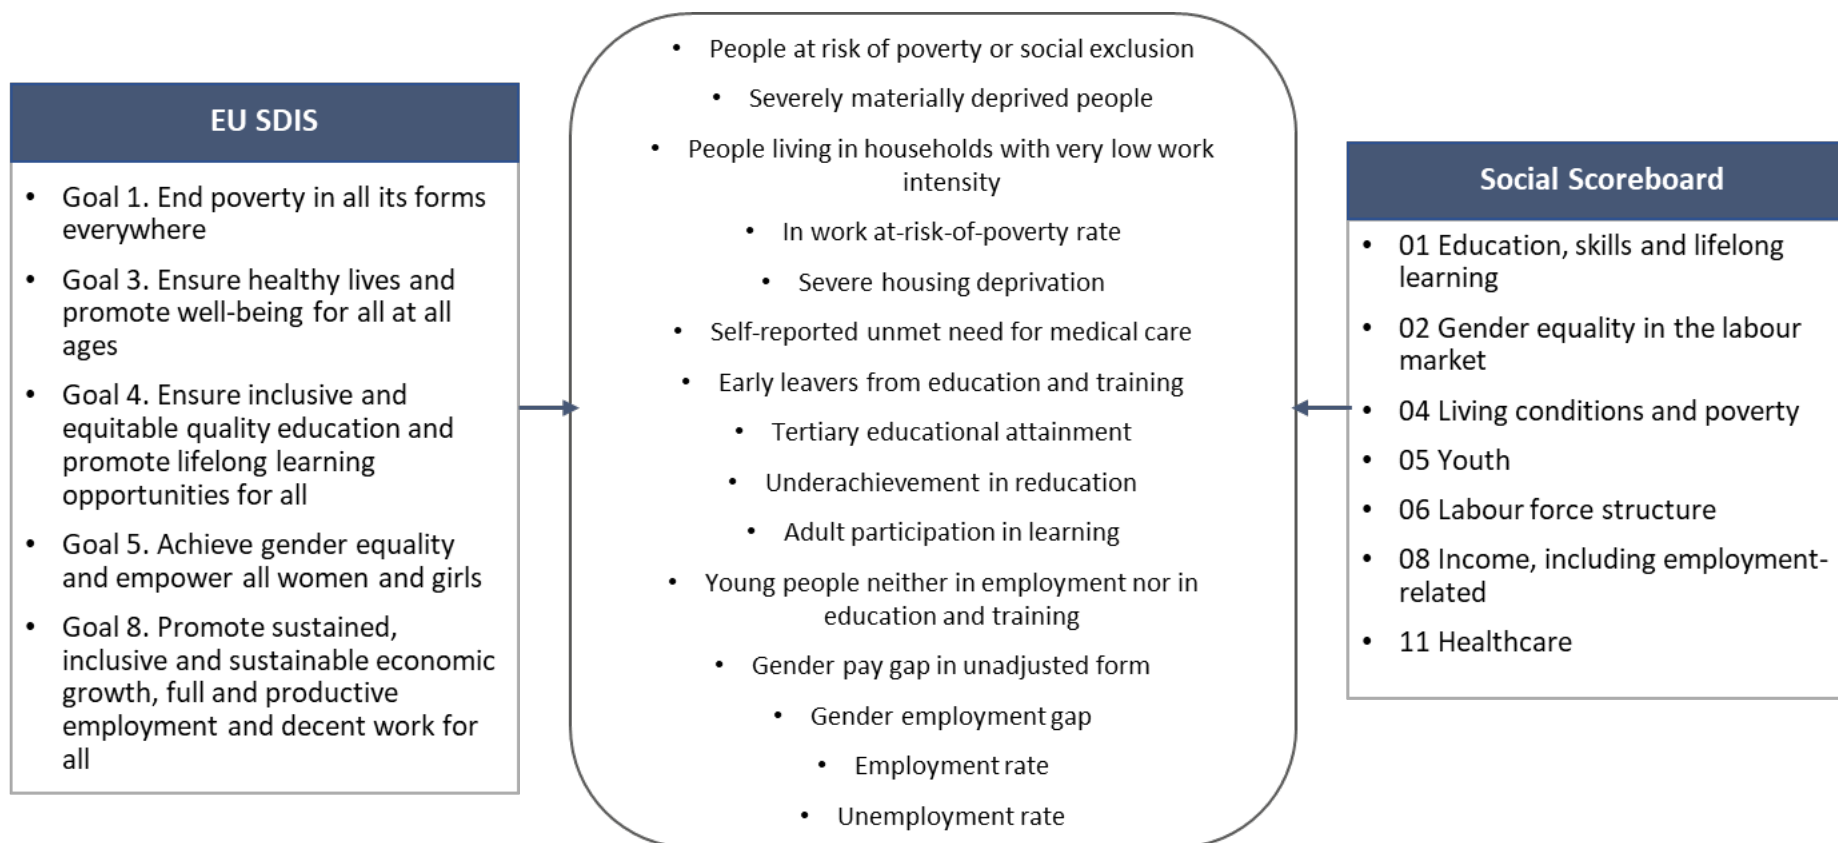 EU SDIS
• Goal 1. End poverty in all its forms
everywhere
• Goal 3. Ensure healthy lives and
promote well-being for all at all
ages
• Goal 4. Ensure inclusive and
equitable quality education and
promote lifelong learning
opportunities for all
• Goal 5. Achieve gender equality
and empower all women and girls
• Goal 8. Promote sustained,
inclusive and sustainable economic
growth, full and productive
employment and decent work for
all
• People at risk of poverty or social exclusion
• Severely materially deprived people
• People living in households with very low work
intensity
• In work at-risk-of-poverty rate
• Severe housing deprivation
• Self-reported unmet need for medical care
• Early leavers from education and training
• Tertiary educational attainment
• Underachievement in reducation
• Adult participation in learning
• Young people neither in employment nor in
education and training
• Gender pay gap in unadjusted form
• Gender employment gap
• Employment rate
• Unemployment rate
Social Scoreboard
• 01 Education, skills and lifelong
learning
• 02 Gender equality in the labour
market
• 04 Living conditions and poverty
• 05 Youth
• 06 Labour force structure
• 08 Income, including employment-
related
• 11 Healthcare